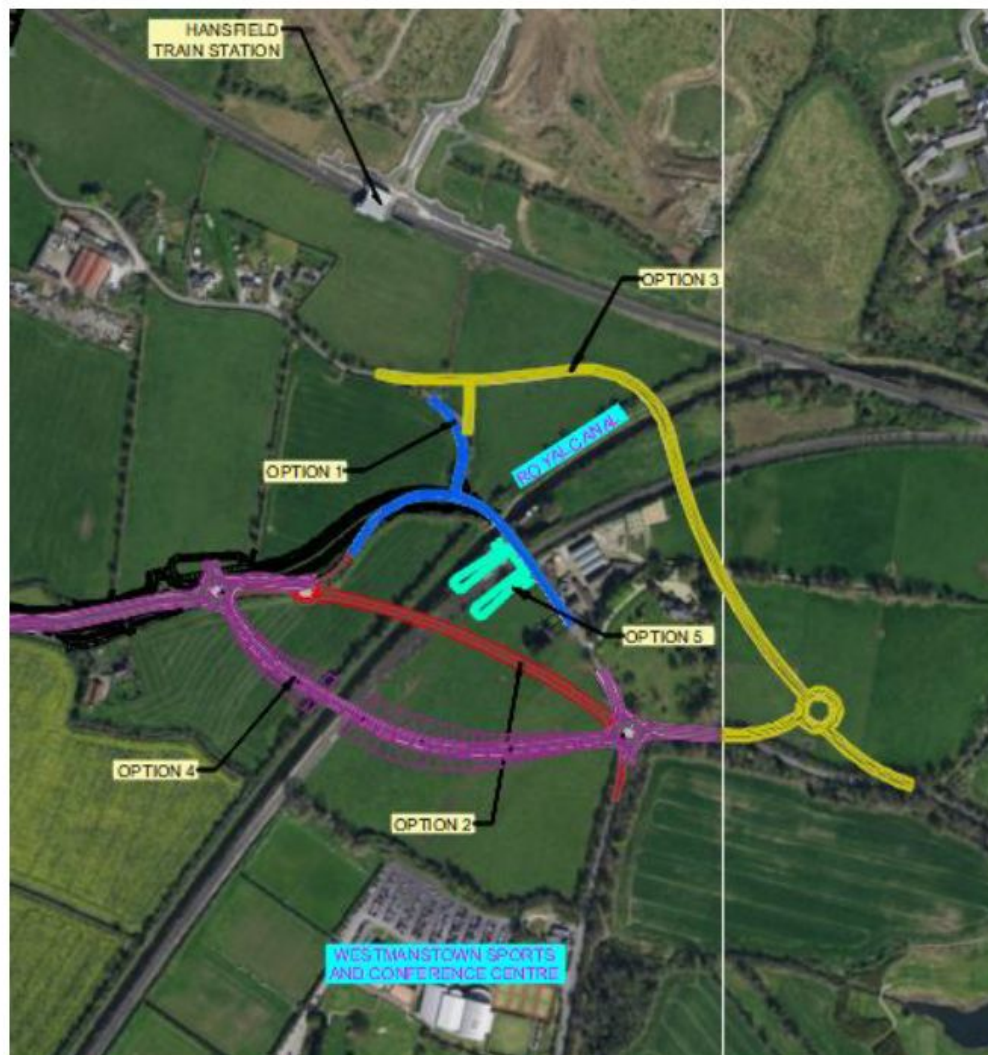 HANSFIELD
TRAIN STATION
OPTION 3
ROYAL CANAL
OPTION 1
OPTION 5
OPTION 4
OPTION 2
WESTMANSTOWN SPORTS
AND CONFERENCE CENTRE